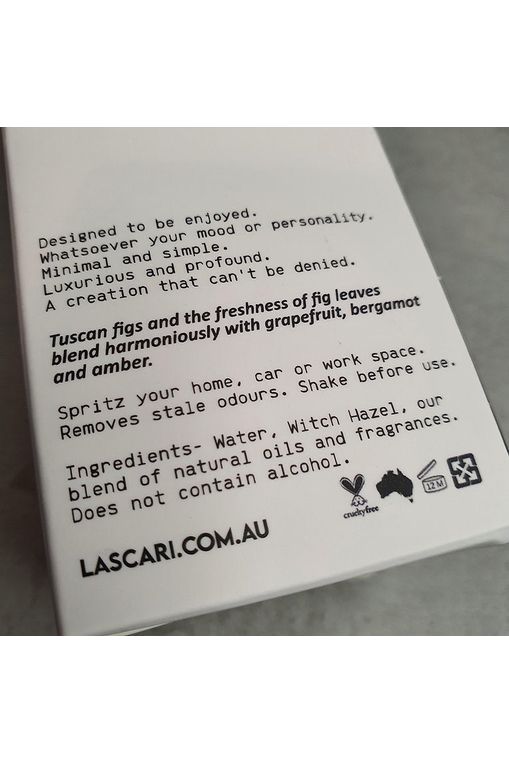 Designed to be enjoyed.
Whatsoever your mood or personality.
Minimal and simple.
Luxurious and profound.
A creation that can't be denied.
Tuscan figs and the freshness of fig leaves
blend harmoniously with grapefruit, bergamot
and amber.
Spritz your home, car or work space.
Removes stale odours. Shake before use.
Ingredients- Water, Witch Hazel, our
blend of natural oils and fragrances.
Does not contain alcohol.
crueltyfree
12 M
LASCARI.COM.AU